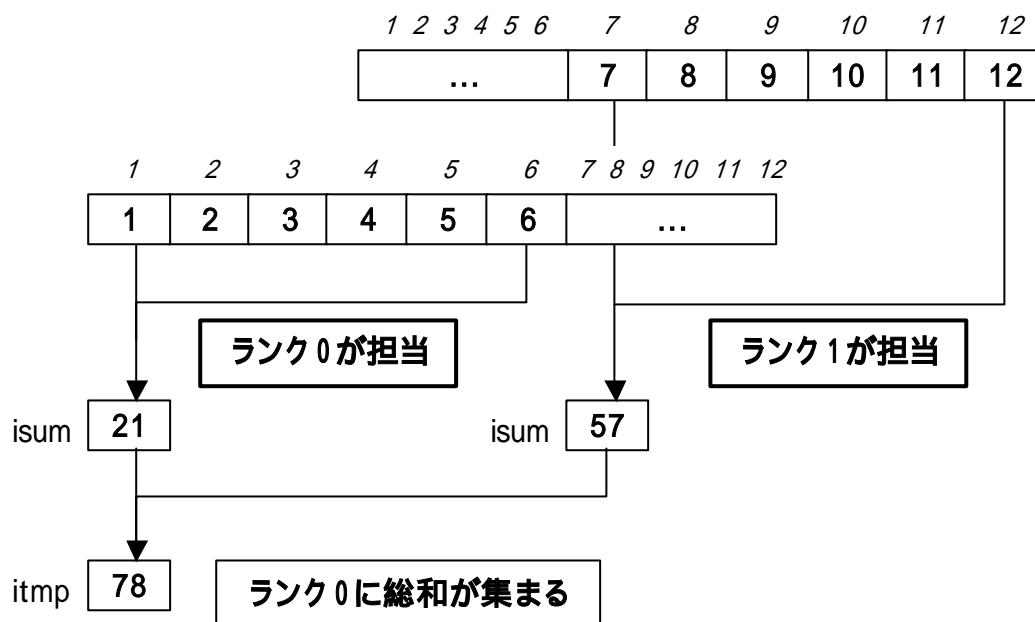 1 2 3 4 5 6 7 8 9 10 11 12
... 7 8 9 10 11 12
1 2 3 4 5 6 7 8 9 10 11 12
1 2 3 4 5 6 ...
ランク0が担当
ランク1が担当
isum 21
isum 57
itmp 78
ランク0に総和が集まる